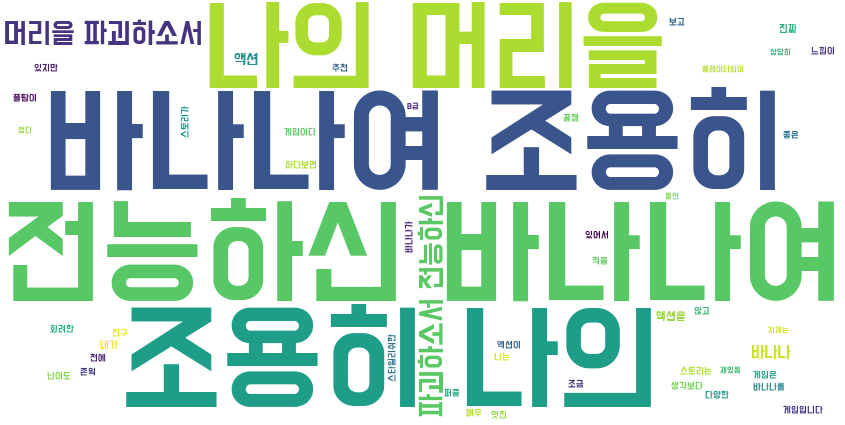 머리을 파괴하소서
나의 머리을
보고
진짜
액션
상당히
느낌이
있지만
추천
플레이타임이
플탐이
바나나여 조용히
B급
스토리가
꿀잼
없다
게임이다
좋은
하다보면
동안
전능하신 바나나여
파괴하소서 전능하신
바나나가
있어서
적을
조용히 나의
액션은
않고
화려한
친구
내가
지재는
스타일리쉬한
액션이
바나나
전에
나는
존윅
난이도
스토리는
재밌음
게임은
조금
생각보다
바나나를
퍼즐
다양한
매우
멋진
게임입니다